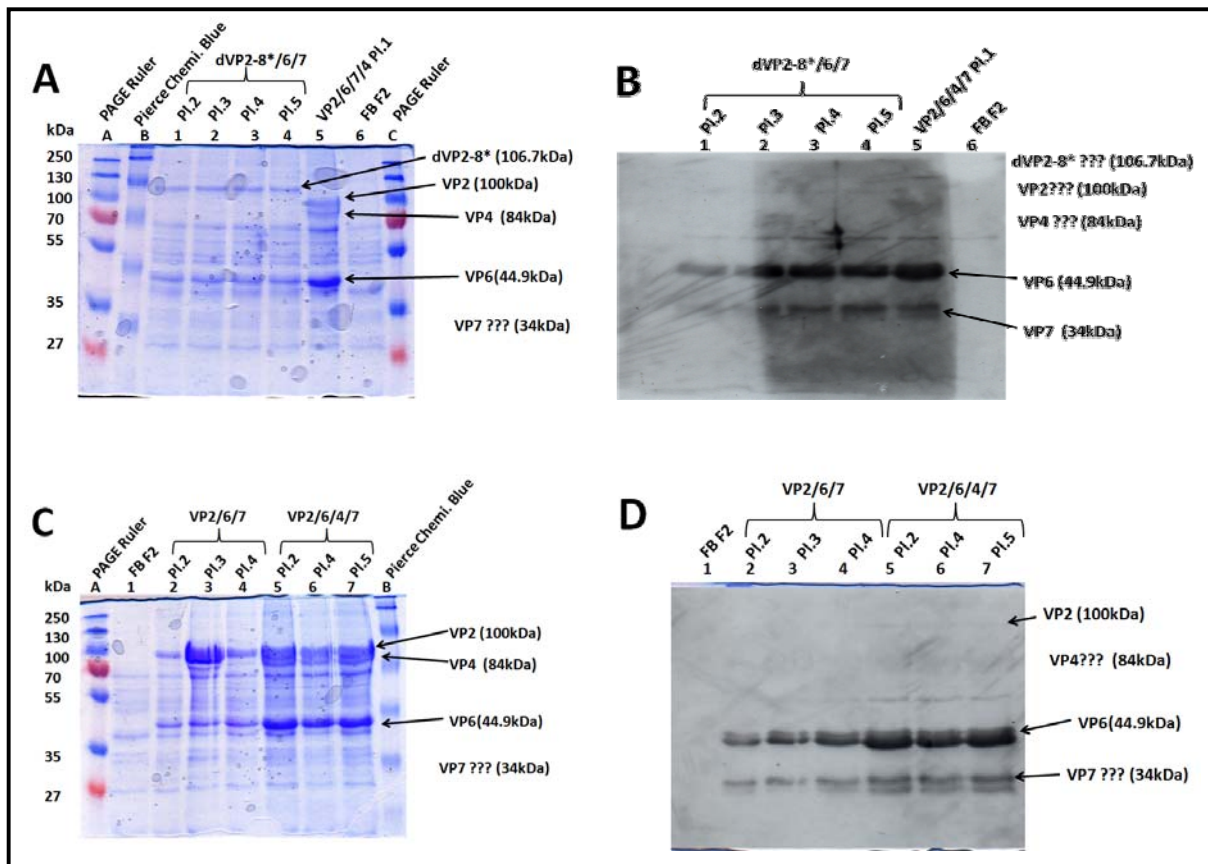 A
PAGE Ruler
Pierce Chemi. Blue
dVP2-8*/6/7
Pl.2
Pl.3
Pl.4
Pl.5
VP2/6/7/4 Pl.1
FB F2
PAGE Ruler
kDa
A
B
1
2
3
4
5
6
C
250
130
100
70
55
35
27
dVP2-8* (106.7kDa)
VP2 (100kDa)
VP4 (84kDa)
VP6(44.9kDa)
VP7 ??? (34kDa)
B
dVP2-8*/6/7
Pl.2
Pl.3
Pl.4
Pl.5
VP2/6/4/7 Pl.1
FB F2
1
2
3
4
5
6
dVP2-8* ??? (106.7kDa)
VP2??? (100kDa)
VP4 ??? (84kDa)
VP6 (44.9kDa)
VP7 (34kDa)
C
PAGE Ruler
FB F2
VP2/6/7
Pl.2
Pl.3
Pl.4
VP2/6/4/7
Pl.2
Pl.4
Pl.5
Pierce Chemi. Blue
kDa
A
1
2
3
4
5
6
7
B
250
130
100
70
55
35
27
VP2 (100kDa)
VP4 (84kDa)
VP6(44.9kDa)
VP7 ??? (34kDa)
D
FB F2
VP2/6/7
Pl.2
Pl.3
Pl.4
VP2/6/4/7
Pl.2
Pl.4
Pl.5
1
2
3
4
5
6
7
VP2 (100kDa)
VP4??? (84kDa)
VP6(44.9kDa)
VP7 ??? (34kDa)